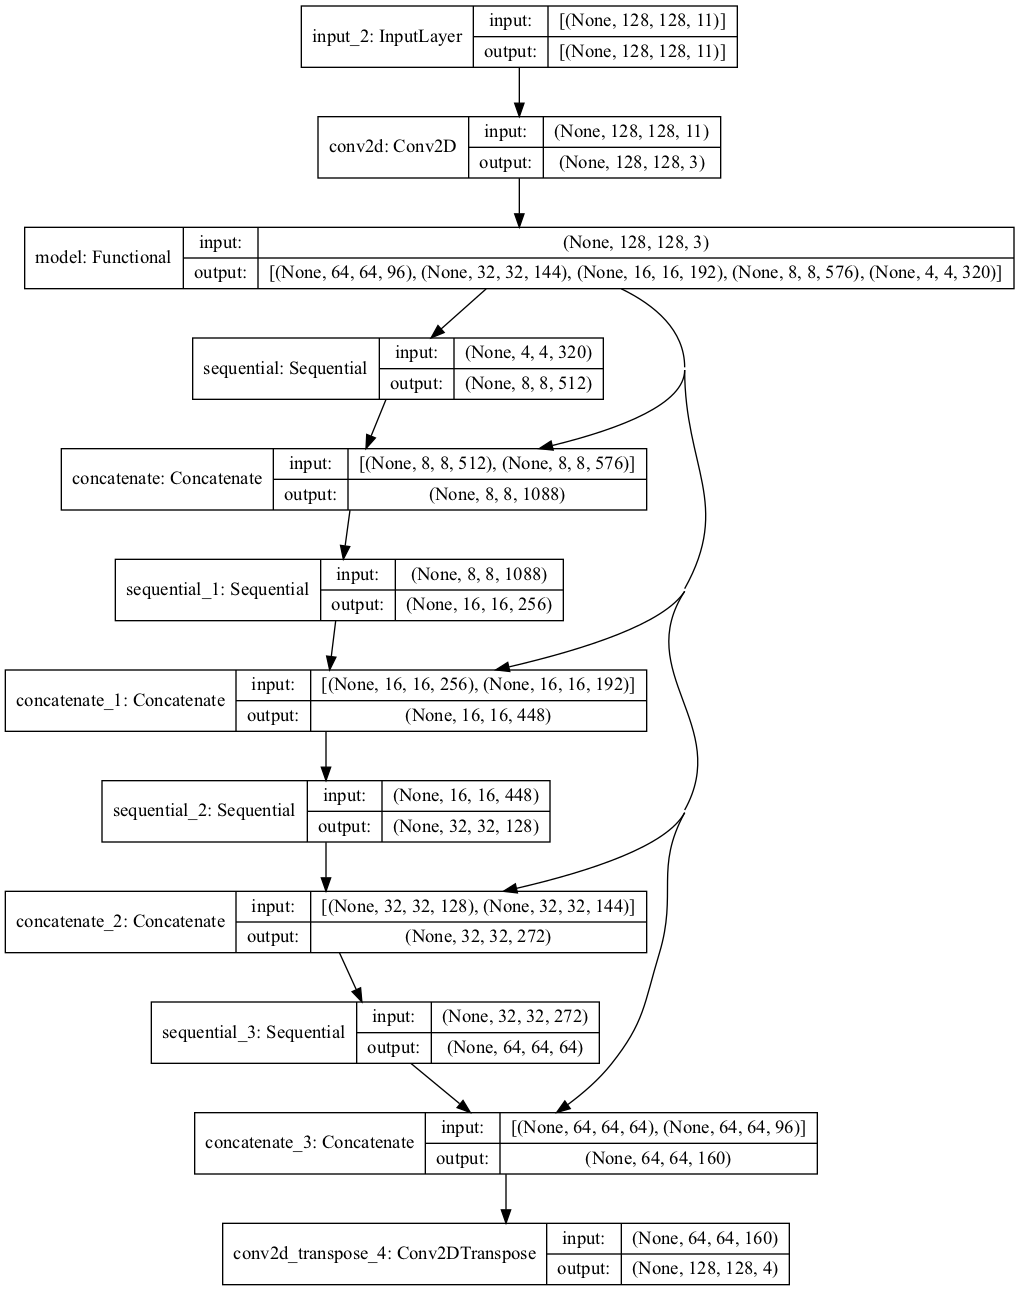 input_2: InputLayer
input:
[(None, 128, 128, 11)]
output:
[(None, 128, 128, 11)]
conv2d: Conv2D
input:
(None, 128, 128, 11)
output:
(None, 128, 128, 3)
model: Functional
input:
(None, 128, 128, 3)
output:
[(None, 64, 64, 96), (None, 32, 32, 144), (None, 16, 16, 192), (None, 8, 8, 576), (None, 4, 4, 320)]
sequential: Sequential
input:
(None, 4, 4, 320)
output:
(None, 8, 8, 512)
concatenate: Concatenate
input:
[(None, 8, 8, 512), (None, 8, 8, 576)]
output:
(None, 8, 8, 1088)
sequential_1: Sequential
input:
(None, 8, 8, 1088)
output:
(None, 16, 16, 256)
concatenate_1: Concatenate
input:
[(None, 16, 16, 256), (None, 16, 16, 192)]
output:
(None, 16, 16, 448)
sequential_2: Sequential
input:
(None, 16, 16, 448)
output:
(None, 32, 32, 128)
concatenate_2: Concatenate
input:
[(None, 32, 32, 128), (None, 32, 32, 144)]
output:
(None, 32, 32, 272)
sequential_3: Sequential
input:
(None, 32, 32, 272)
output:
(None, 64, 64, 64)
concatenate_3: Concatenate
input:
[(None, 64, 64, 64), (None, 64, 64, 96)]
output:
(None, 64, 64, 160)
conv2d_transpose_4: Conv2DTranspose
input:
(None, 64, 64, 160)
output:
(None, 128, 128, 4)